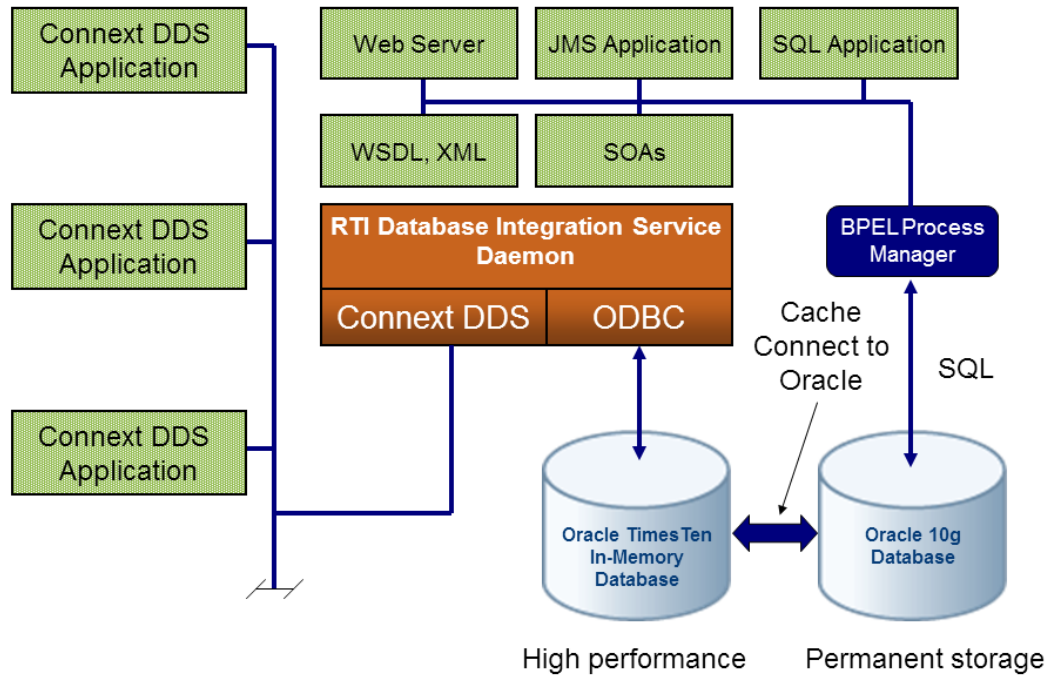 Connext DDS
Application
Web Server
JMS Application
SQL Application
WSDL, XML
SOAs
Connext DDS
Application
RTI Database Integration Service
Daemon
Connext DDS
ODBC
BPEL Process
Manager
Cache
Connect to
Oracle
SQL
Connext DDS
Application
Oracle TimesTen
In-Memory
Database
Oracle 10g
Database
High performance
Permanent storage